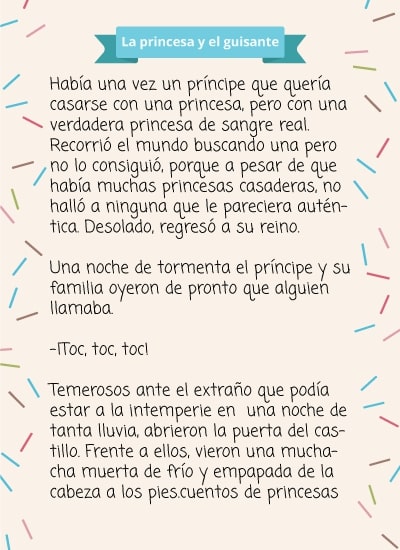 La princesa y el guisante
Había una vez un príncipe que quería
casarse con una princesa, pero con una
verdadera princesa de sangre real.
Recorrió el mundo buscando una pero
no lo consiguió, porque a pesar de que
había muchas princesas casaderas, no
halló a ninguna que le pareciera autén-
tica. Desolado, regresó a su reino.
Una noche de tormenta el príncipe y su
familia oyeron de pronto que alguien
llamaba.
-¡Toc, toc, toc!
Temerosos ante el extraño que podía
estar a la intemperie en una noche de
tanta lluvia, abrieron la puerta del cas-
tillo. Frente a ellos, vieron una mucha-
cha muerta de frío y empapada de la
cabeza a los pies.cuentos de princesas